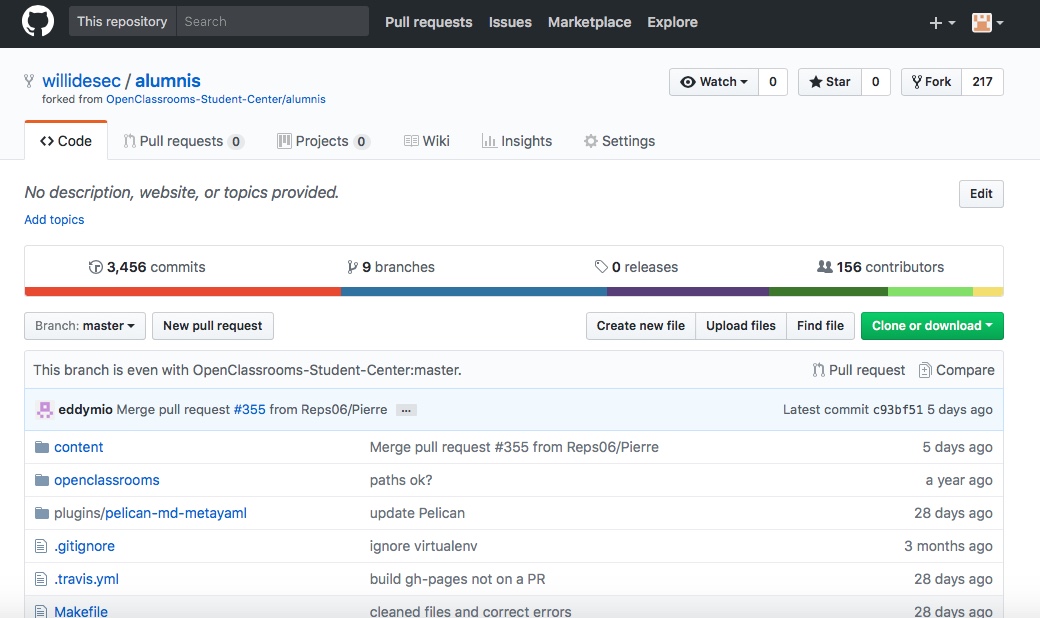 This repository Search Pull requests Issues Marketplace Explore
willidesec / alumnis Watch 0 Star 0 Fork 217
forked from OpenClassrooms-Student-Center/alumnis
Code Pull requests 0 Projects 0 Wiki Insights Settings
No description, website, or topics provided. Edit
Add topics
3,456 commits 9 branches 0 releases 156 contributors
Branch: master New pull request Create new file Upload files Find file Clone or download
This branch is even with OpenClassrooms-Student-Center:master. Pull request Compare
eddymio Merge pull request #355 from Reps06/Pierre ... Latest commit c93bf51 5 days ago
content Merge pull request #355 from Reps06/Pierre 5 days ago
openclassrooms paths ok? a year ago
plugins/pelican-md-metayaml update Pelican 28 days ago
.gitignore ignore virtualenv 3 months ago
.travis.yml build gh-pages not on a PR 28 days ago
Makefile cleaned files and correct errors 28 days ago